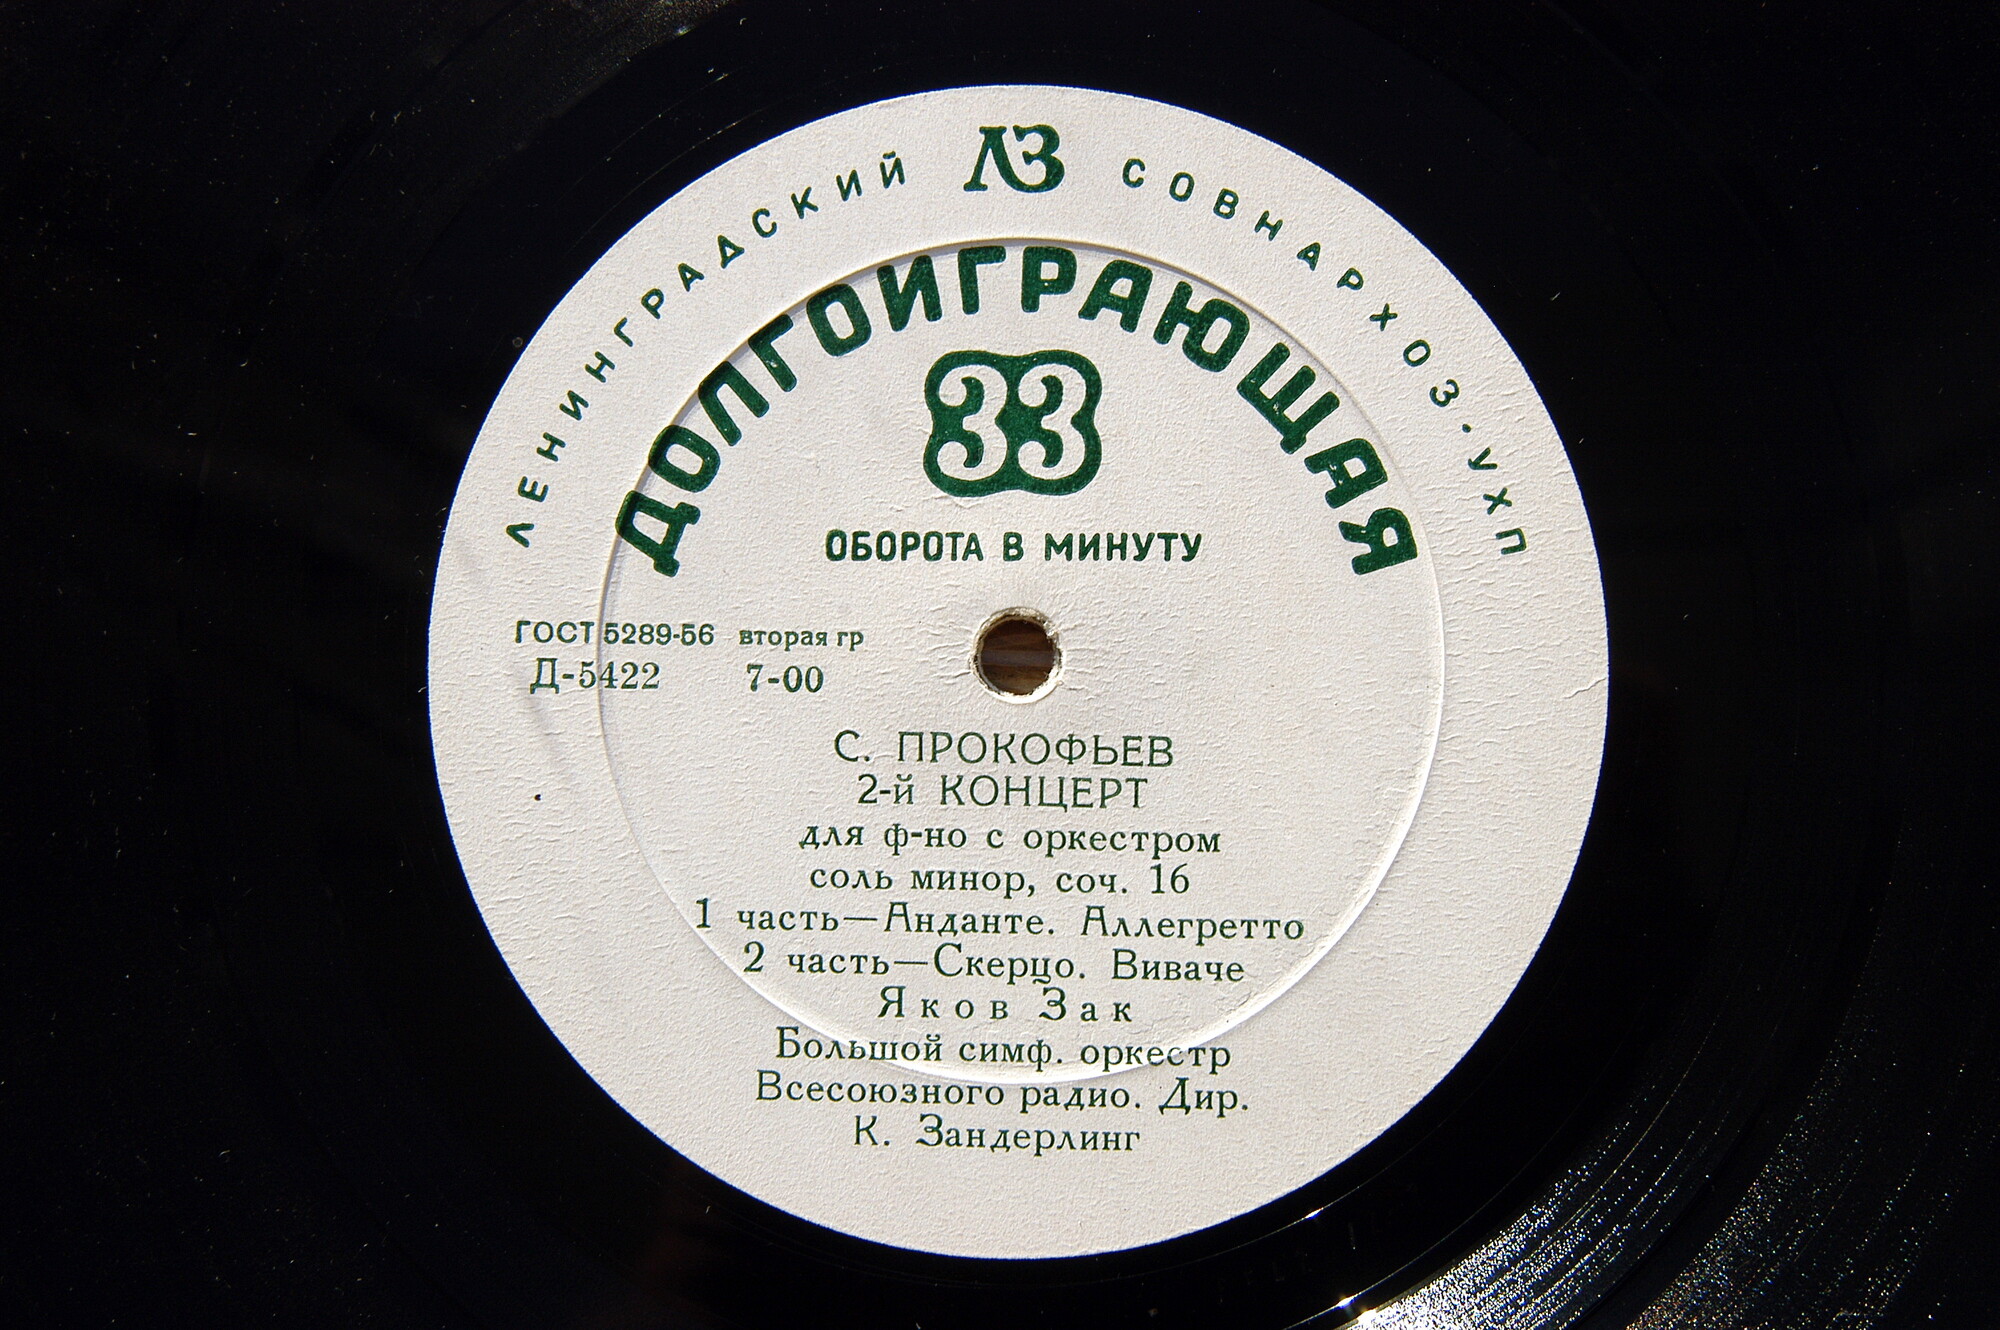 ЛЕНИНГРАДСКИЙ ЛЗ СОВНАРХОЗ·УХП
ДОЛГОИГРАЮЩАЯ
33
ОБОРОТА В МИНУТУ
ГОСТ 5289-56 вторая гр
Д-5422 7-00
С. ПРОКОФЬЕВ
2-й КОНЦЕРТ
для ф-но с оркестром
соль минор, соч. 16
1 часть—Анданте. Аллегретто
2 часть—Скерцо. Виваче
Яков Зак
Большой симф. оркестр
Всесоюзного радио. Дир.
К. Зандерлинг